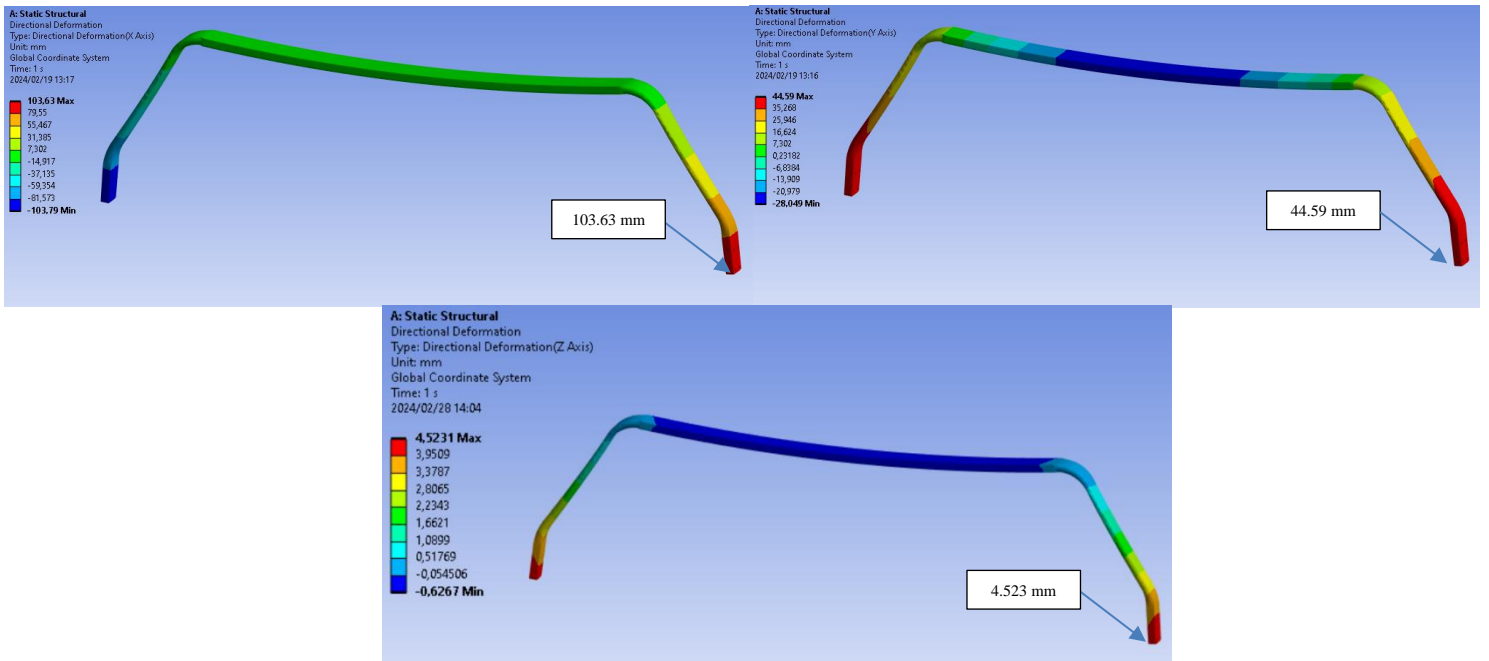 A: Static Structural
Directional Deformation
Type: Directional Deformation(X Axis)
Unit: mm
Global Coordinate System
Time: 1 s
2024/02/19 13:17
103,63 Max
79,55
55,467
31,385
7,302
-14,917
-37,135
-59,354
-81,573
-103,79 Min
103.63 mm
A: Static Structural
Directional Deformation
Type: Directional Deformation(Y Axis)
Unit: mm
Global Coordinate System
Time: 1 s
2024/02/19 13:16
44,59 Max
35,268
25,946
16,624
7,302
0,23182
-6,8384
-13,909
-20,979
-28,049 Min
44.59 mm
A: Static Structural
Directional Deformation
Type: Directional Deformation(Z Axis)
Unit: mm
Global Coordinate System
Time: 1 s
2024/02/28 14:04
4,5231 Max
3,9509
3,3787
2,8065
2,2343
1,6621
1,0899
0,51769
-0,054506
-0,6267 Min
4.523 mm